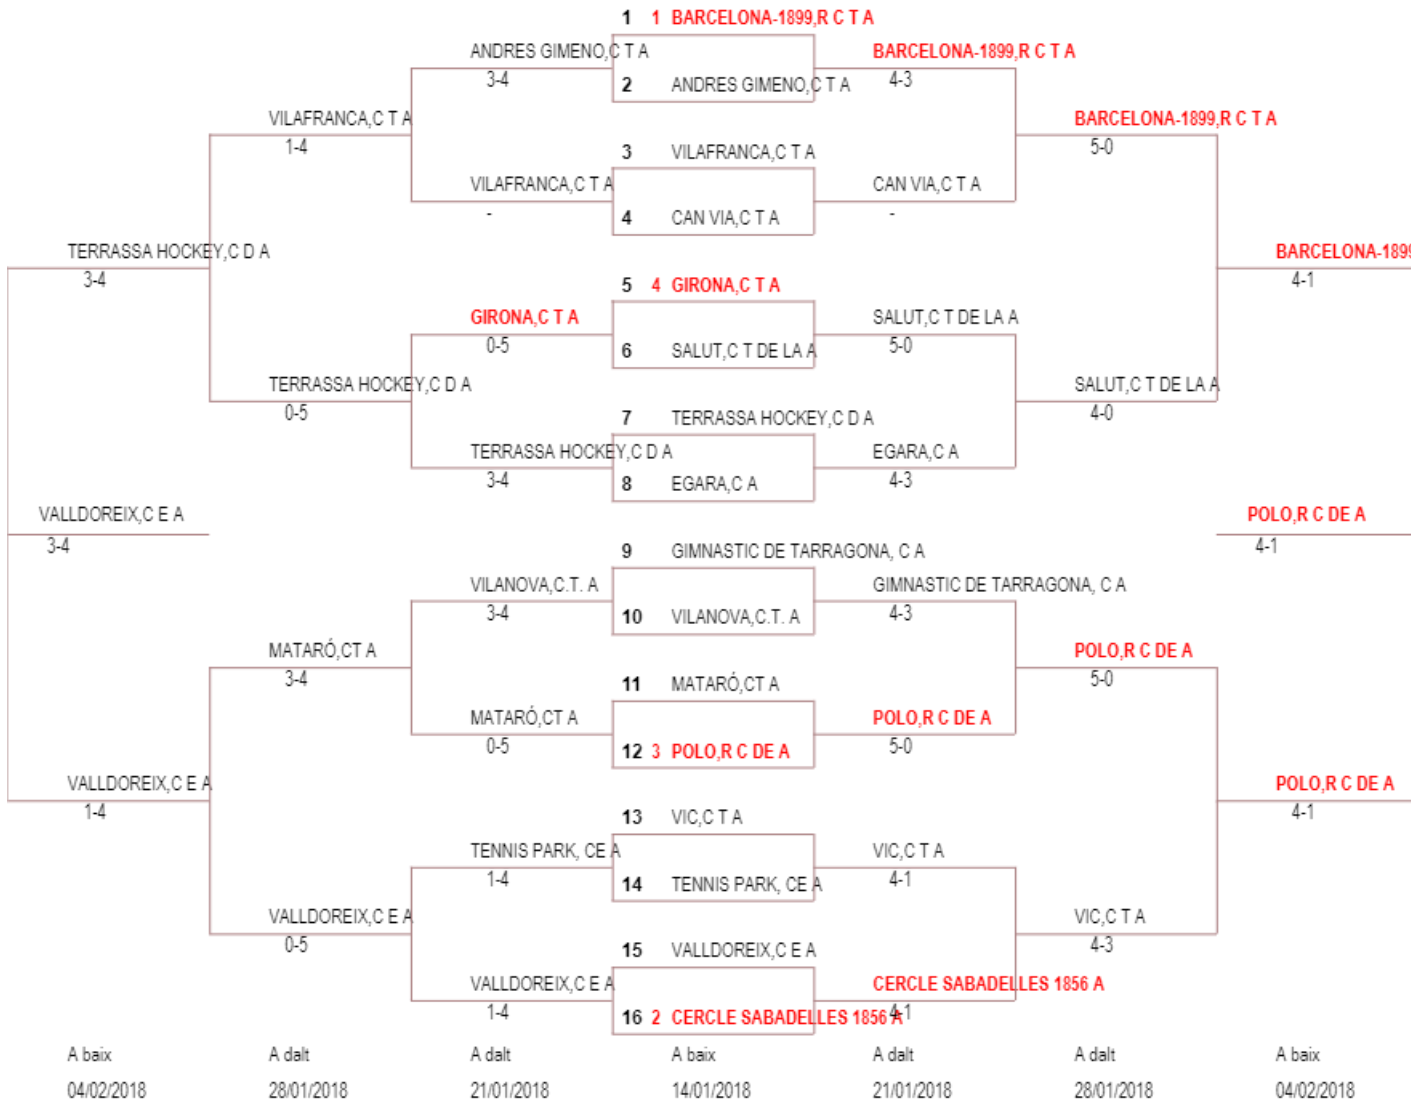 1 1 BARCELONA-1899,R C T A
ANDRES GIMENO,C T A BARCELONA-1899,R C T A
3-4 4-3
2 ANDRES GIMENO,C T A
VILAFRANCA,C T A BARCELONA-1899,R C T A
1-4 5-0
3 VILAFRANCA,C T A
VILAFRANCA,C T A CAN VIA,C T A
- -
4 CAN VIA,C T A
TERRASSA HOCKEY,C D A BARCELONA-1899
3-4 4-1
5 4 GIRONA,C T A
GIRONA,C T A SALUT,C T DE LA A
0-5 5-0
6 SALUT,C T DE LA A
TERRASSA HOCKEY,C D A SALUT,C T DE LA A
0-5 4-0
7 TERRASSA HOCKEY,C D A
TERRASSA HOCKEY,C D A EGARA,C A
3-4 4-3
8 EGARA,C A
VALLDOREIX,C E A POLO,R C DE A
3-4 4-1
9 GIMNASTIC DE TARRAGONA, C A
VILANOVA,C.T. A GIMNASTIC DE TARRAGONA, C A
3-4 4-3
10 VILANOVA,C.T. A
MATARÓ,CT A POLO,R C DE A
3-4 5-0
11 MATARÓ,CT A
MATARÓ,CT A POLO,R C DE A
0-5 5-0
12 3 POLO,R C DE A
VALLDOREIX,C E A POLO,R C DE A
1-4 4-1
13 VIC,C T A
TENNIS PARK, CE A VIC,C T A
1-4 4-1
14 TENNIS PARK, CE A
VALLDOREIX,C E A VIC,C T A
0-5 4-3
15 VALLDOREIX,C E A
VALLDOREIX,C E A CERCLE SABADELLES 1856 A
1-4 4-1
16 2 CERCLE SABADELLES 1856 A
A baix A dalt A dalt A baix A dalt A dalt A baix
04/02/2018 28/01/2018 21/01/2018 14/01/2018 21/01/2018 28/01/2018 04/02/2018